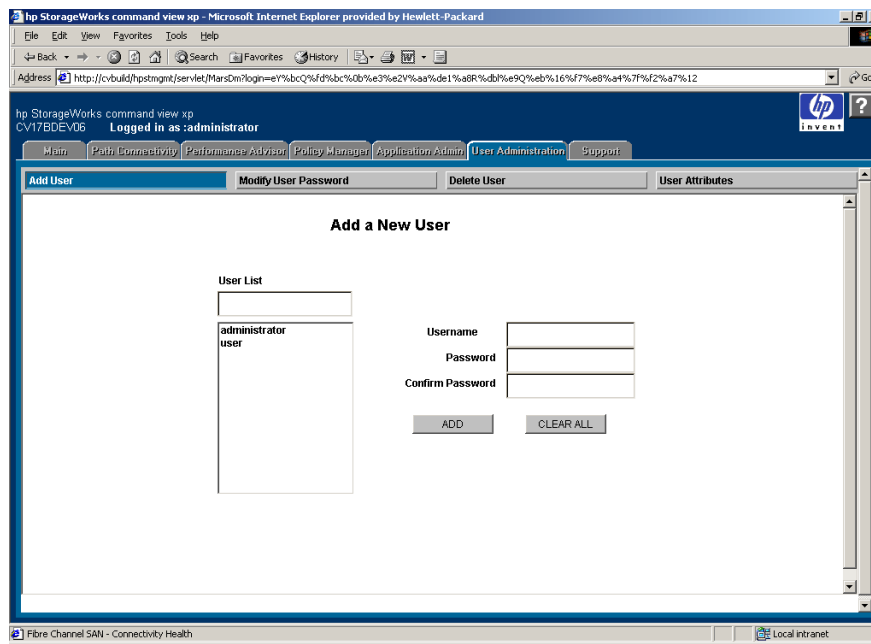 hp StorageWorks command view xp - Microsoft Internet Explorer provided by Hewlett-Packard
File Edit View Favorites Tools Help
Back Search Favorites History
Address http://cvbuild/hpstmgmt/servlet/MarsDm?login=eY%bcQ%fd%bc%0b%e3%e2V%aa%de1%a8R%dbl%e9Q%eb%16%f7%e8%a4%7f%f2%a7%12 Go
hp StorageWorks command view xp
CV17BDEV06 Logged in as :administrator
hp
invent
?
Main Path Connectivity Performance Advisor Policy Manager Application Admin User Administration Support
Add User Modify User Password Delete User User Attributes
Add a New User
User List
administrator
user
Username
Password
Confirm Password
ADD CLEAR ALL
Fibre Channel SAN - Connectivity Health Local intranet